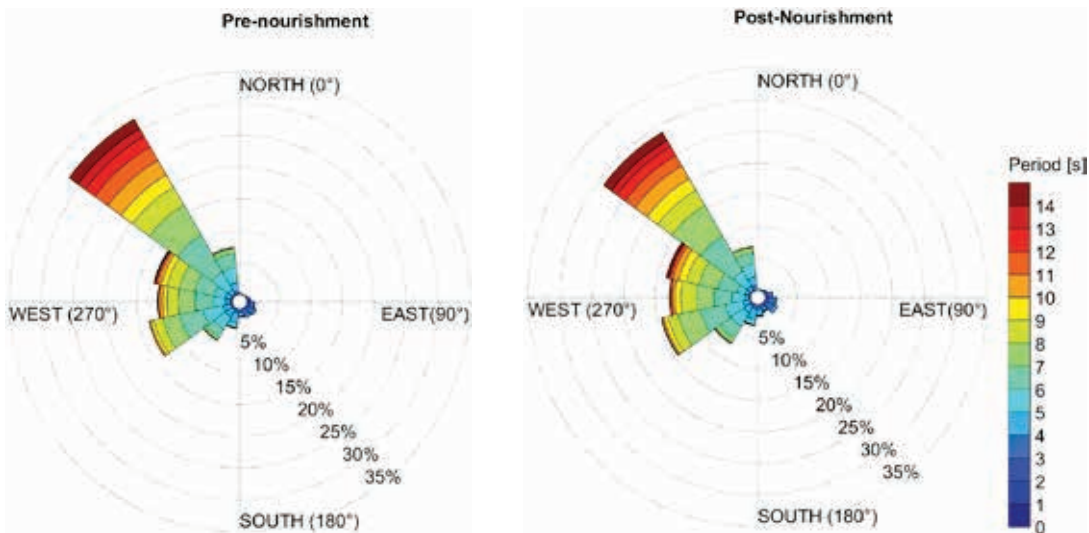 Pre-nourishment
NORTH (0°)
WEST (270°)
EAST(90°)
5%
10%
15%
20%
25%
30%
35%
SOUTH (180°)
Post-Nourishment
NORTH (0°)
WEST (270°)
EAST(90°)
5%
10%
15%
20%
25%
30%
35%
SOUTH (180°)
Period [s]
14
13
12
11
10
9
8
7
6
5
4
3
2
1
0